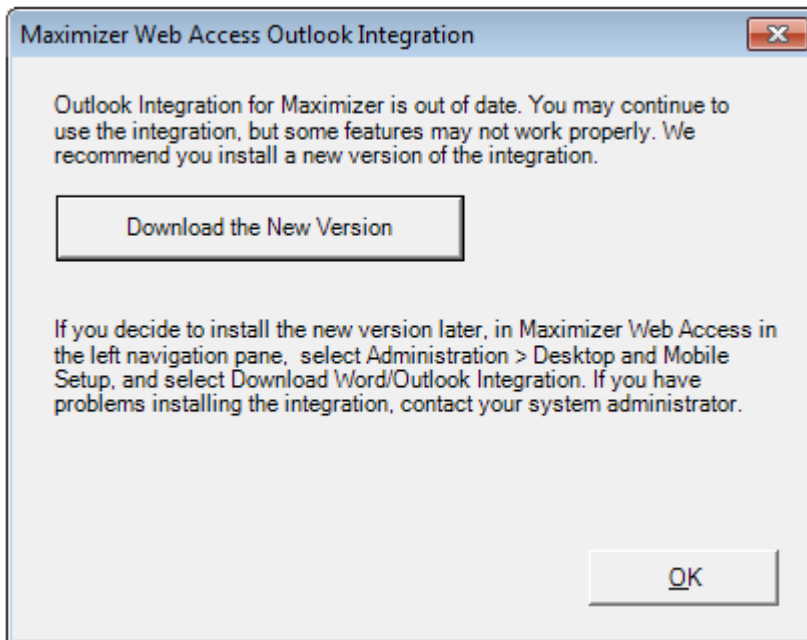 Maximizer Web Access Outlook Integration
Outlook Integration for Maximizer is out of date. You may continue to
use the integration, but some features may not work properly. We
recommend you install a new version of the integration.
Download the New Version
If you decide to install the new version later, in Maximizer Web Access in
the left navigation pane,  select Administration > Desktop and Mobile
Setup, and select Download Word/Outlook Integration. If you have
problems installing the integration, contact your system administrator.
OK